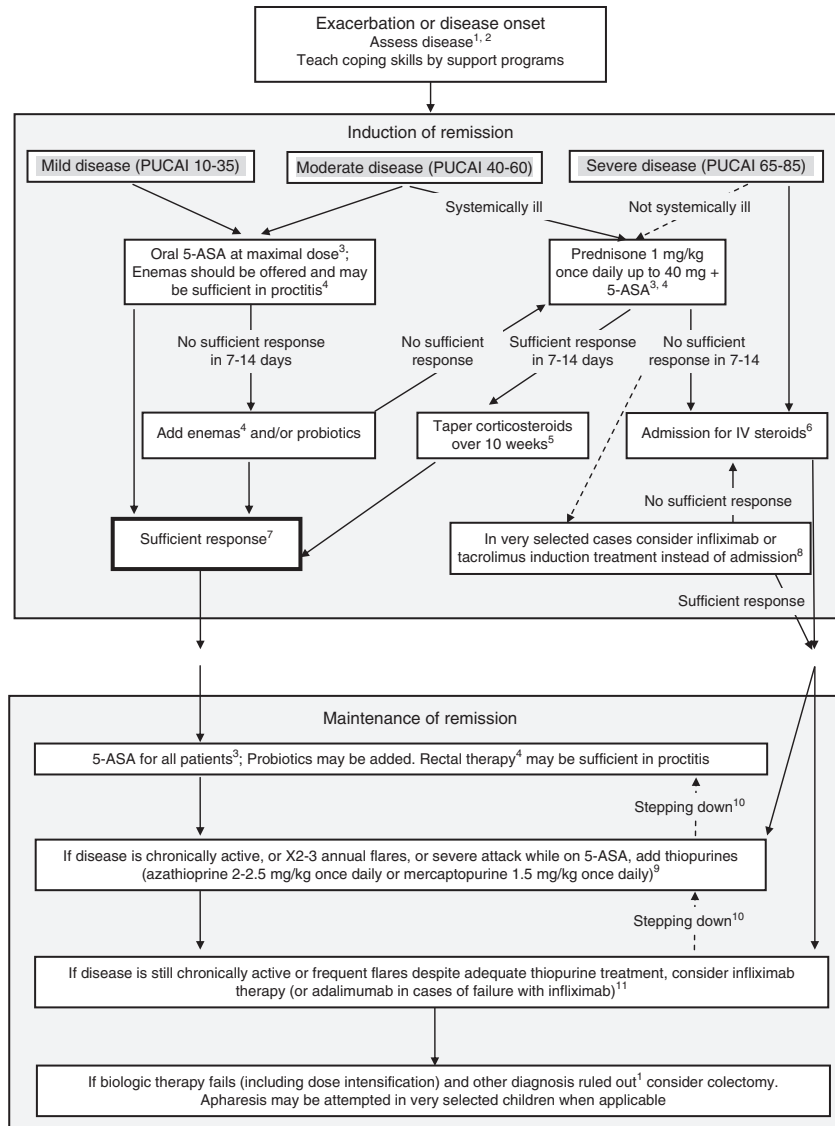 Exacerbation or disease onset
Assess disease1, 2
Teach coping skills by support programs
Induction of remission
Mild disease (PUCAI 10-35)
Moderate disease (PUCAI 40-60)
Severe disease (PUCAI 65-85)
Systemically ill
Not systemically ill
Oral 5-ASA at maximal dose3;
Enemas should be offered and may
be sufficient in proctitis4
Prednisone 1 mg/kg
once daily up to 40 mg +
5-ASA3, 4
No sufficient response
in 7-14 days
No sufficient
response
Sufficient response
in 7-14 days
No sufficient
response in 7-14
Add enemas4 and/or probiotics
Taper corticosteroids
over 10 weeks5
Admission for IV steroids6
No sufficient response
Sufficient response7
In very selected cases consider infliximab or
tacrolimus induction treatment instead of admission8
Sufficient response
Maintenance of remission
5-ASA for all patients3; Probiotics may be added. Rectal therapy4 may be sufficient in proctitis
Stepping down10
If disease is chronically active, or X2-3 annual flares, or severe attack while on 5-ASA, add thiopurines
(azathioprine 2-2.5 mg/kg once daily or mercaptopurine 1.5 mg/kg once daily)9
Stepping down10
If disease is still chronically active or frequent flares despite adequate thiopurine treatment, consider infliximab
therapy (or adalimumab in cases of failure with infliximab)11
If biologic therapy fails (including dose intensification) and other diagnosis ruled out1 consider colectomy.
Apharesis may be attempted in very selected children when applicable